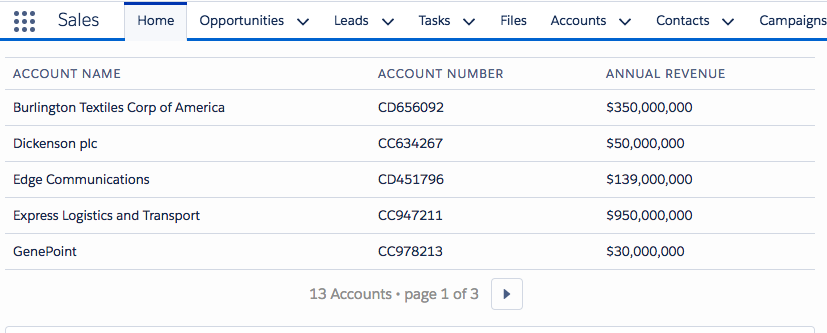 Sales Home Opportunities Leads Tasks Files Accounts Contacts Campaigns
ACCOUNT NAME ACCOUNT NUMBER ANNUAL REVENUE
Burlington Textiles Corp of America CD656092 $350,000,000
Dickenson plc CC634267 $50,000,000
Edge Communications CD451796 $139,000,000
Express Logistics and Transport CC947211 $950,000,000
GenePoint CC978213 $30,000,000
13 Accounts • page 1 of 3